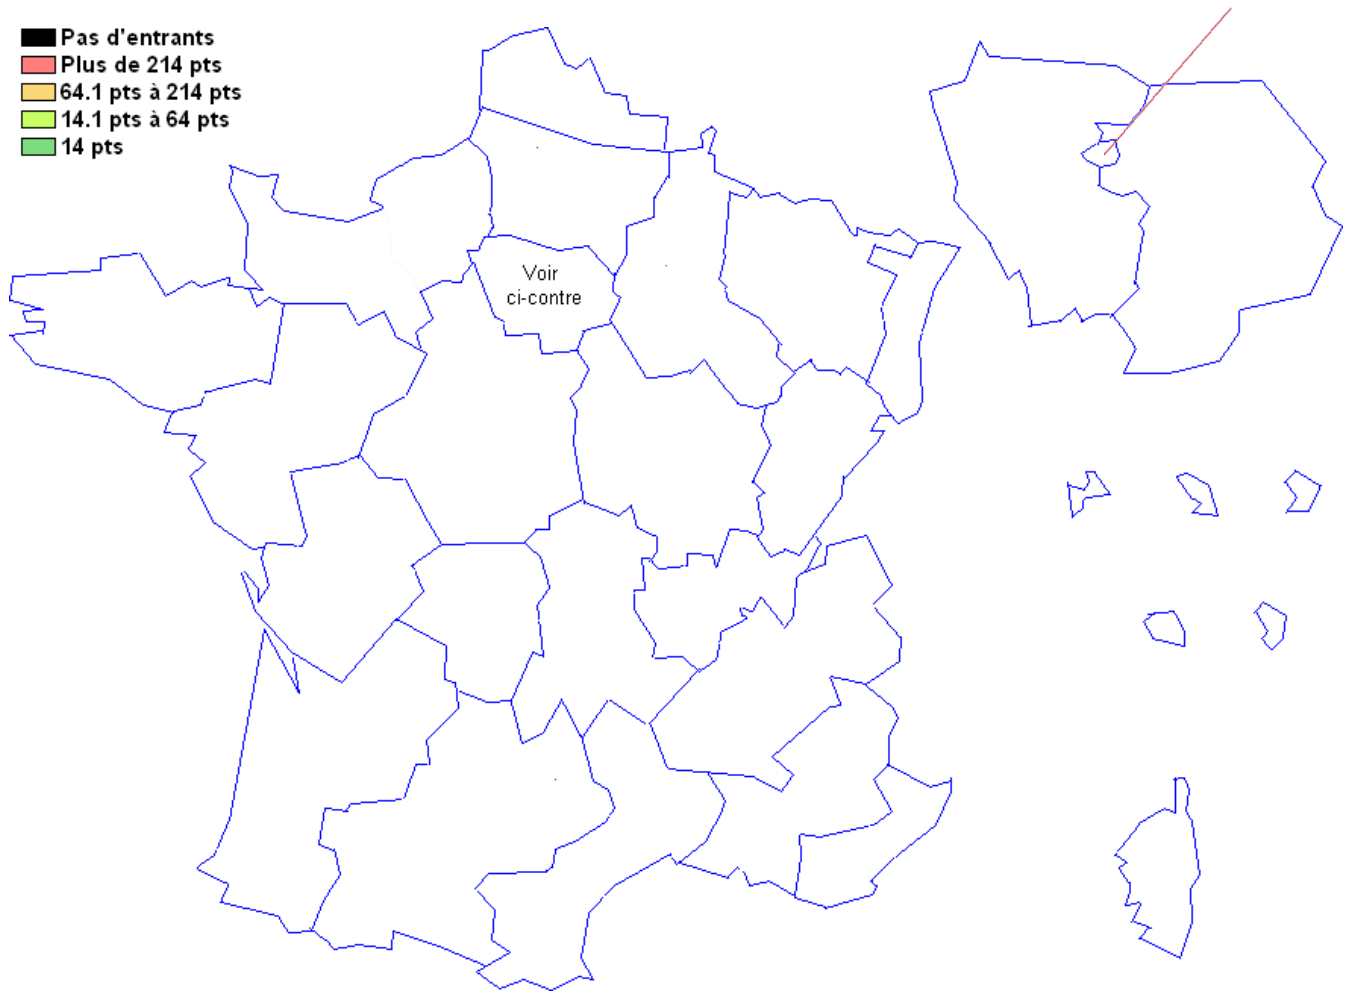 Pas d'entrants
Plus de 214 pts
64.1 pts à 214 pts
14.1 pts à 64 pts
14 pts
Voir
ci-contre